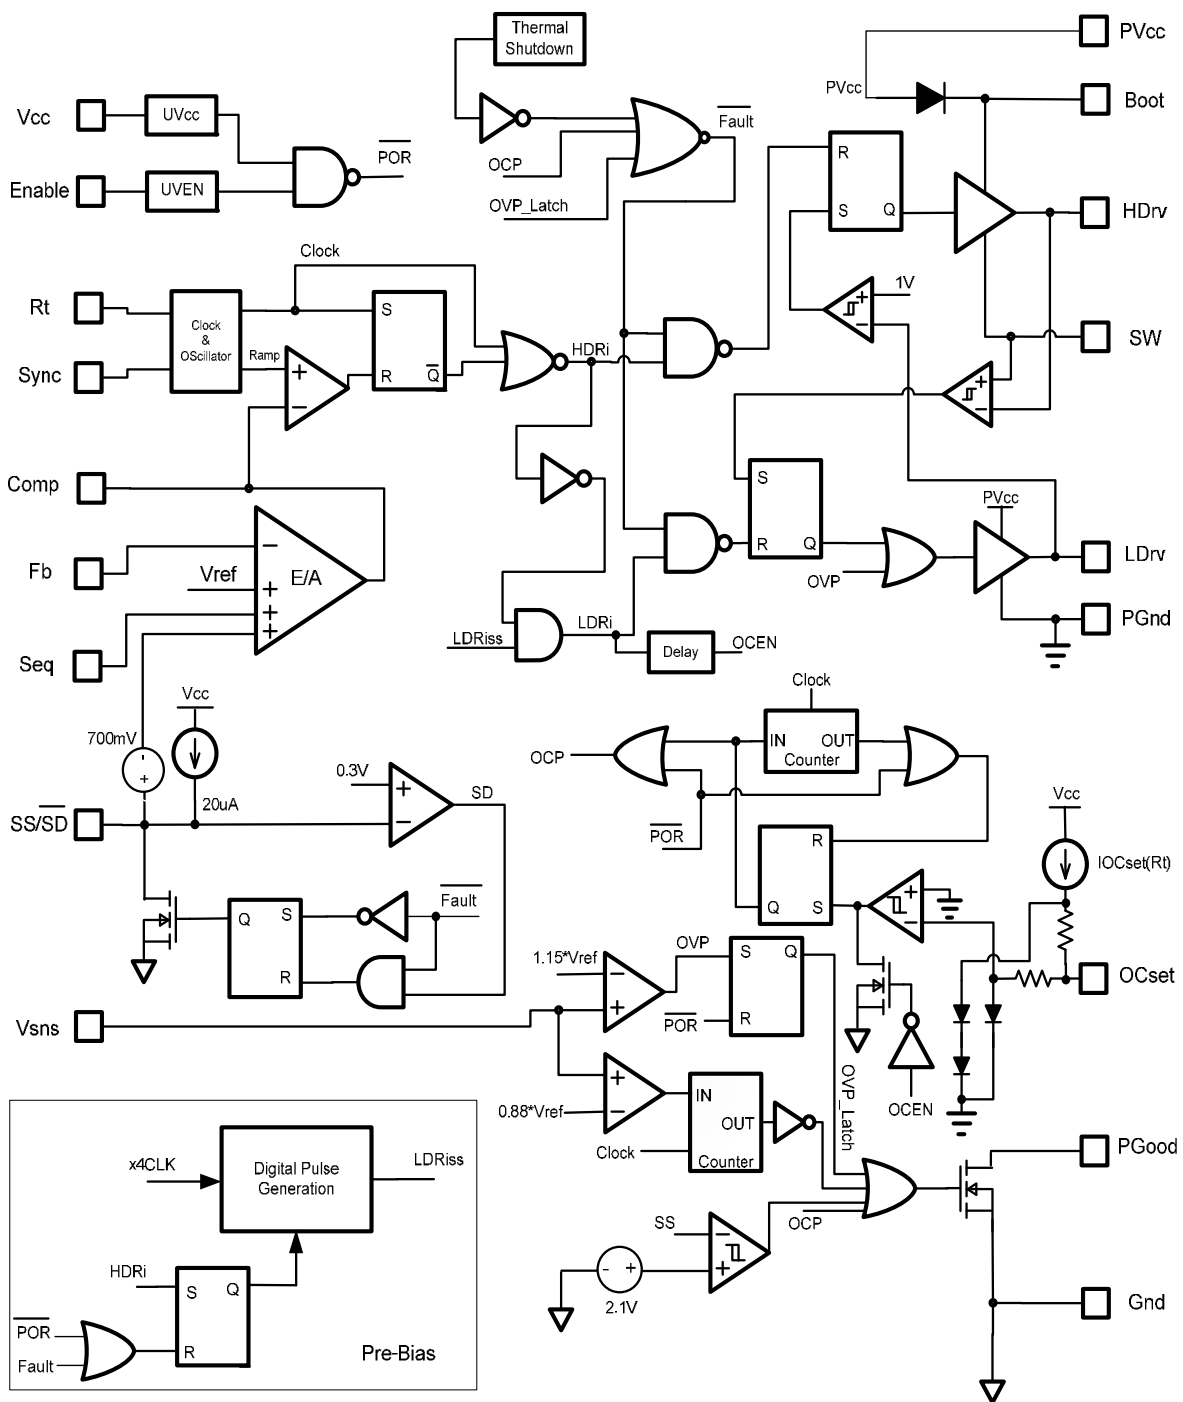 Thermal
Shutdown
PVcc
PVcc
Boot
Vcc
UVcc
Fault
POR
OCP
R
Enable
UVEN
OVP_Latch
S
Q
HDrv
Clock
Rt
S
1V
+
−
Clock
&
OScillator
HDRi
SW
Ramp
+
−
R
Q
+
−
Sync
Comp
S
PVcc
R
Q
LDrv
Fb
−
E/A
Vref
+
+
+
OVP
LDRi
PGnd
LDRiss
Delay
OCEN
Seq
Vcc
Clock
700mV
-
+
IN
OUT
Counter
OCP
0.3V
+
−
SD
20uA
SS/SD
POR
Vcc
R
IOCset(Rt)
Q
S
+
−
Fault
Q
S
R
OVP
1.15*Vref
−
+
S
Q
R
POR
OCset
Vsns
+
−
0.88*Vref
IN
OUT
Counter
Clock
OVP_Latch
OCEN
PGood
x4CLK
Digital Pulse
Generation
LDRiss
SS
−
+
OCP
-
+
2.1V
HDRi
S
Q
R
POR
Fault
Pre-Bias
Gnd